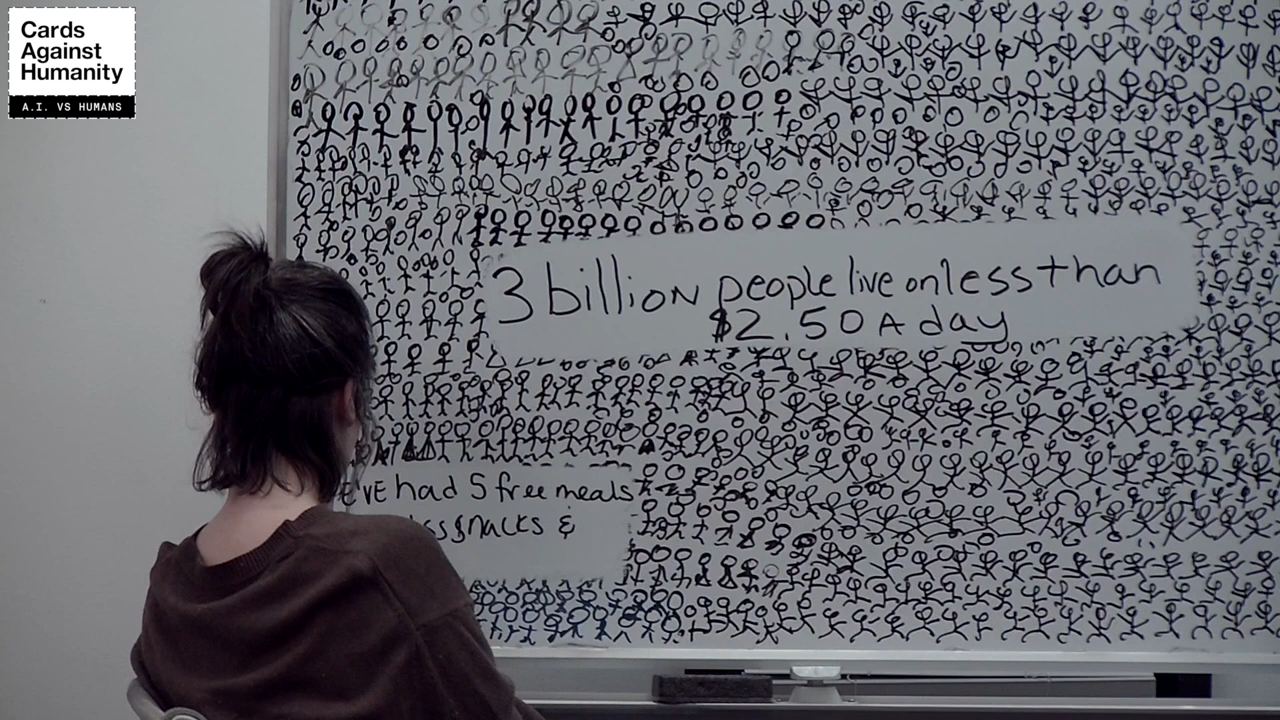 Cards
Against
Humanity
A.I. VS HUMANS
3 billion people live on less than
$2.50 A day
've had 5 free meals
snacks &